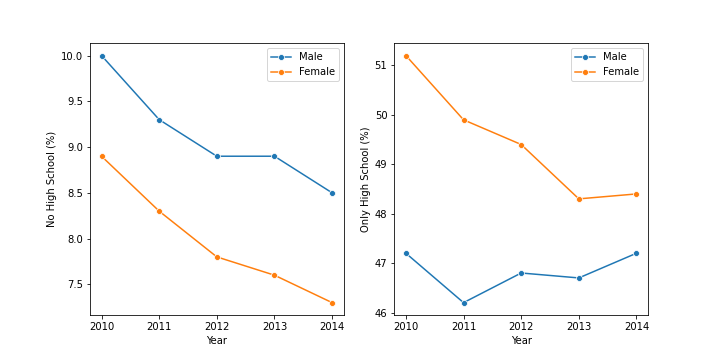 No High School (%)
10.0
9.5
9.0
8.5
8.0
7.5
2010 2011 2012 2013 2014
Year
Male
Female
Only High School (%)
51
50
49
48
47
46
2010 2011 2012 2013 2014
Year
Male
Female